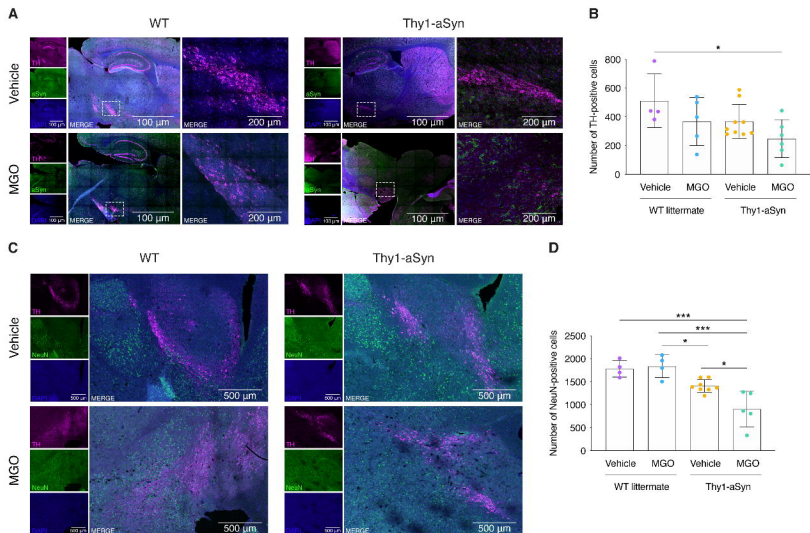 A
WT
Thy1-aSyn
Vehicle
TH
aSyn
DAPI
100 µm
MERGE
100 µm
200 µm
TH
aSyn
DAPI
100 µm
MERGE
100 µm
200 µm
MGO
TH
aSyn
100 µm
MERGE
100 µm
MERGE
200 µm
TH
aSyn
100 µm
MERGE
100 µm
MERGE
200 µm
B
*
Number of TH-positive cells
800
600
400
200
0
Vehicle
MGO
Vehicle
MGO
WT littermate
Thy1-aSyn
C
WT
Thy1-aSyn
Vehicle
TH
NeuN
500 µm
MERGE
500 µm
TH
NeuN
500 µm
MERGE
500 µm
MGO
TH
NeuN
DAPI
500 µm
MERGE
500 µm
TH
NeuN
DAPI
500 µm
MERGE
500 µm
D
***
***
*
*
Number of NeuN-positive cells
2500
2000
1500
1000
500
0
Vehicle
MGO
Vehicle
MGO
WT littermate
Thy1-aSyn